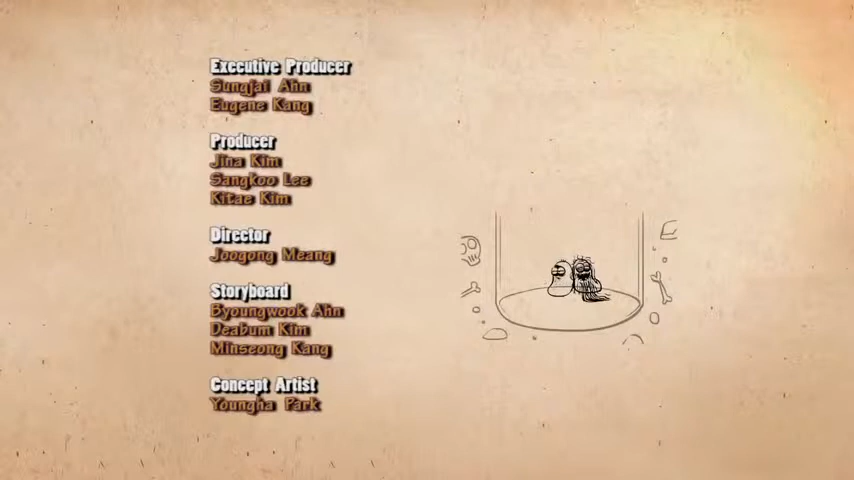 Executive Producer
Sungjai Ahn
Eugene Kang
Producer
Jina Kim
Sangkoo Lee
Kitae Kim
Director
Joogong Meang
Storyboard
Byoungwook Ahn
Deabum Kim
Minseong Kang
Concept Artist
Youngha Park